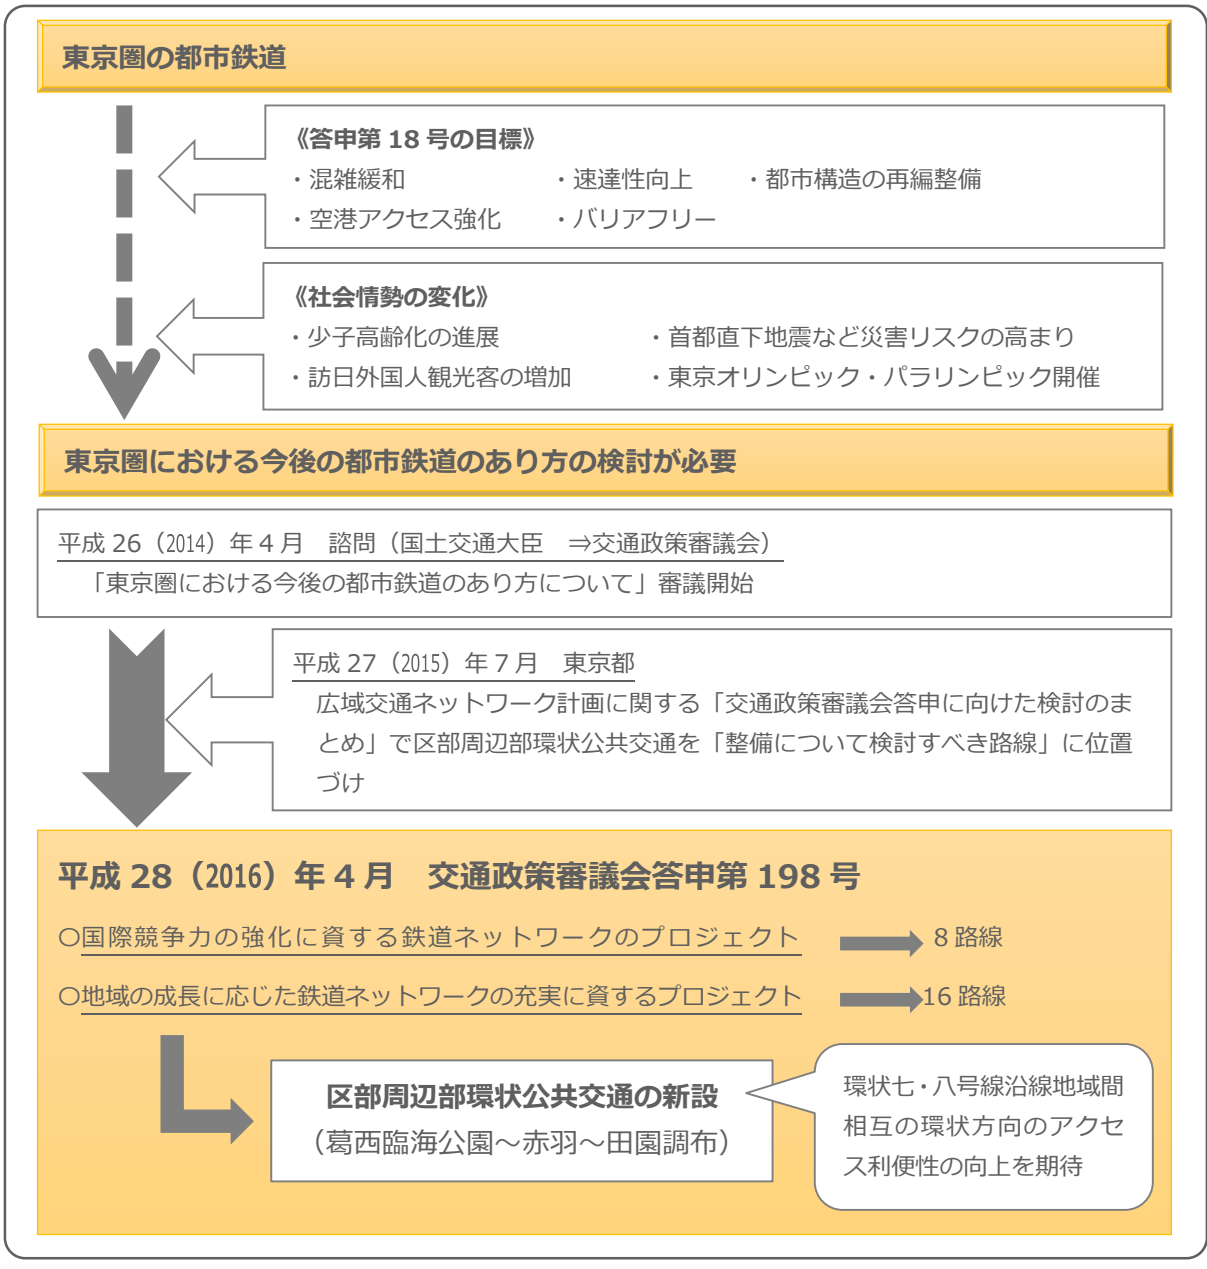 東京圏の都市鉄道
《答申第 18 号の目標》
・混雑緩和 ・速達性向上 ・都市構造の再編整備
・空港アクセス強化 ・バリアフリー
《社会情勢の変化》
・少子高齢化の進展 ・首都直下地震など災害リスクの高まり
・訪日外国人観光客の増加 ・東京オリンピック・パラリンピック開催
東京圏における今後の都市鉄道のあり方の検討が必要
平成 26（2014）年 4 月　諮問（国土交通大臣　⇒交通政策審議会）
「東京圏における今後の都市鉄道のあり方について」審議開始
平成 27（2015）年 7 月　東京都
広域交通ネットワーク計画に関する「交通政策審議会答申に向けた検討のま
とめ」で区部周辺部環状公共交通を「整備について検討すべき路線」に位置
づけ
平成 28（2016）年 4 月　交通政策審議会答申第 198 号
○国際競争力の強化に資する鉄道ネットワークのプロジェクト 8 路線
○地域の成長に応じた鉄道ネットワークの充実に資するプロジェクト 16 路線
区部周辺部環状公共交通の新設
（葛西臨海公園～赤羽～田園調布）
環状七・八号線沿線地域間
相互の環状方向のアクセ
ス利便性の向上を期待